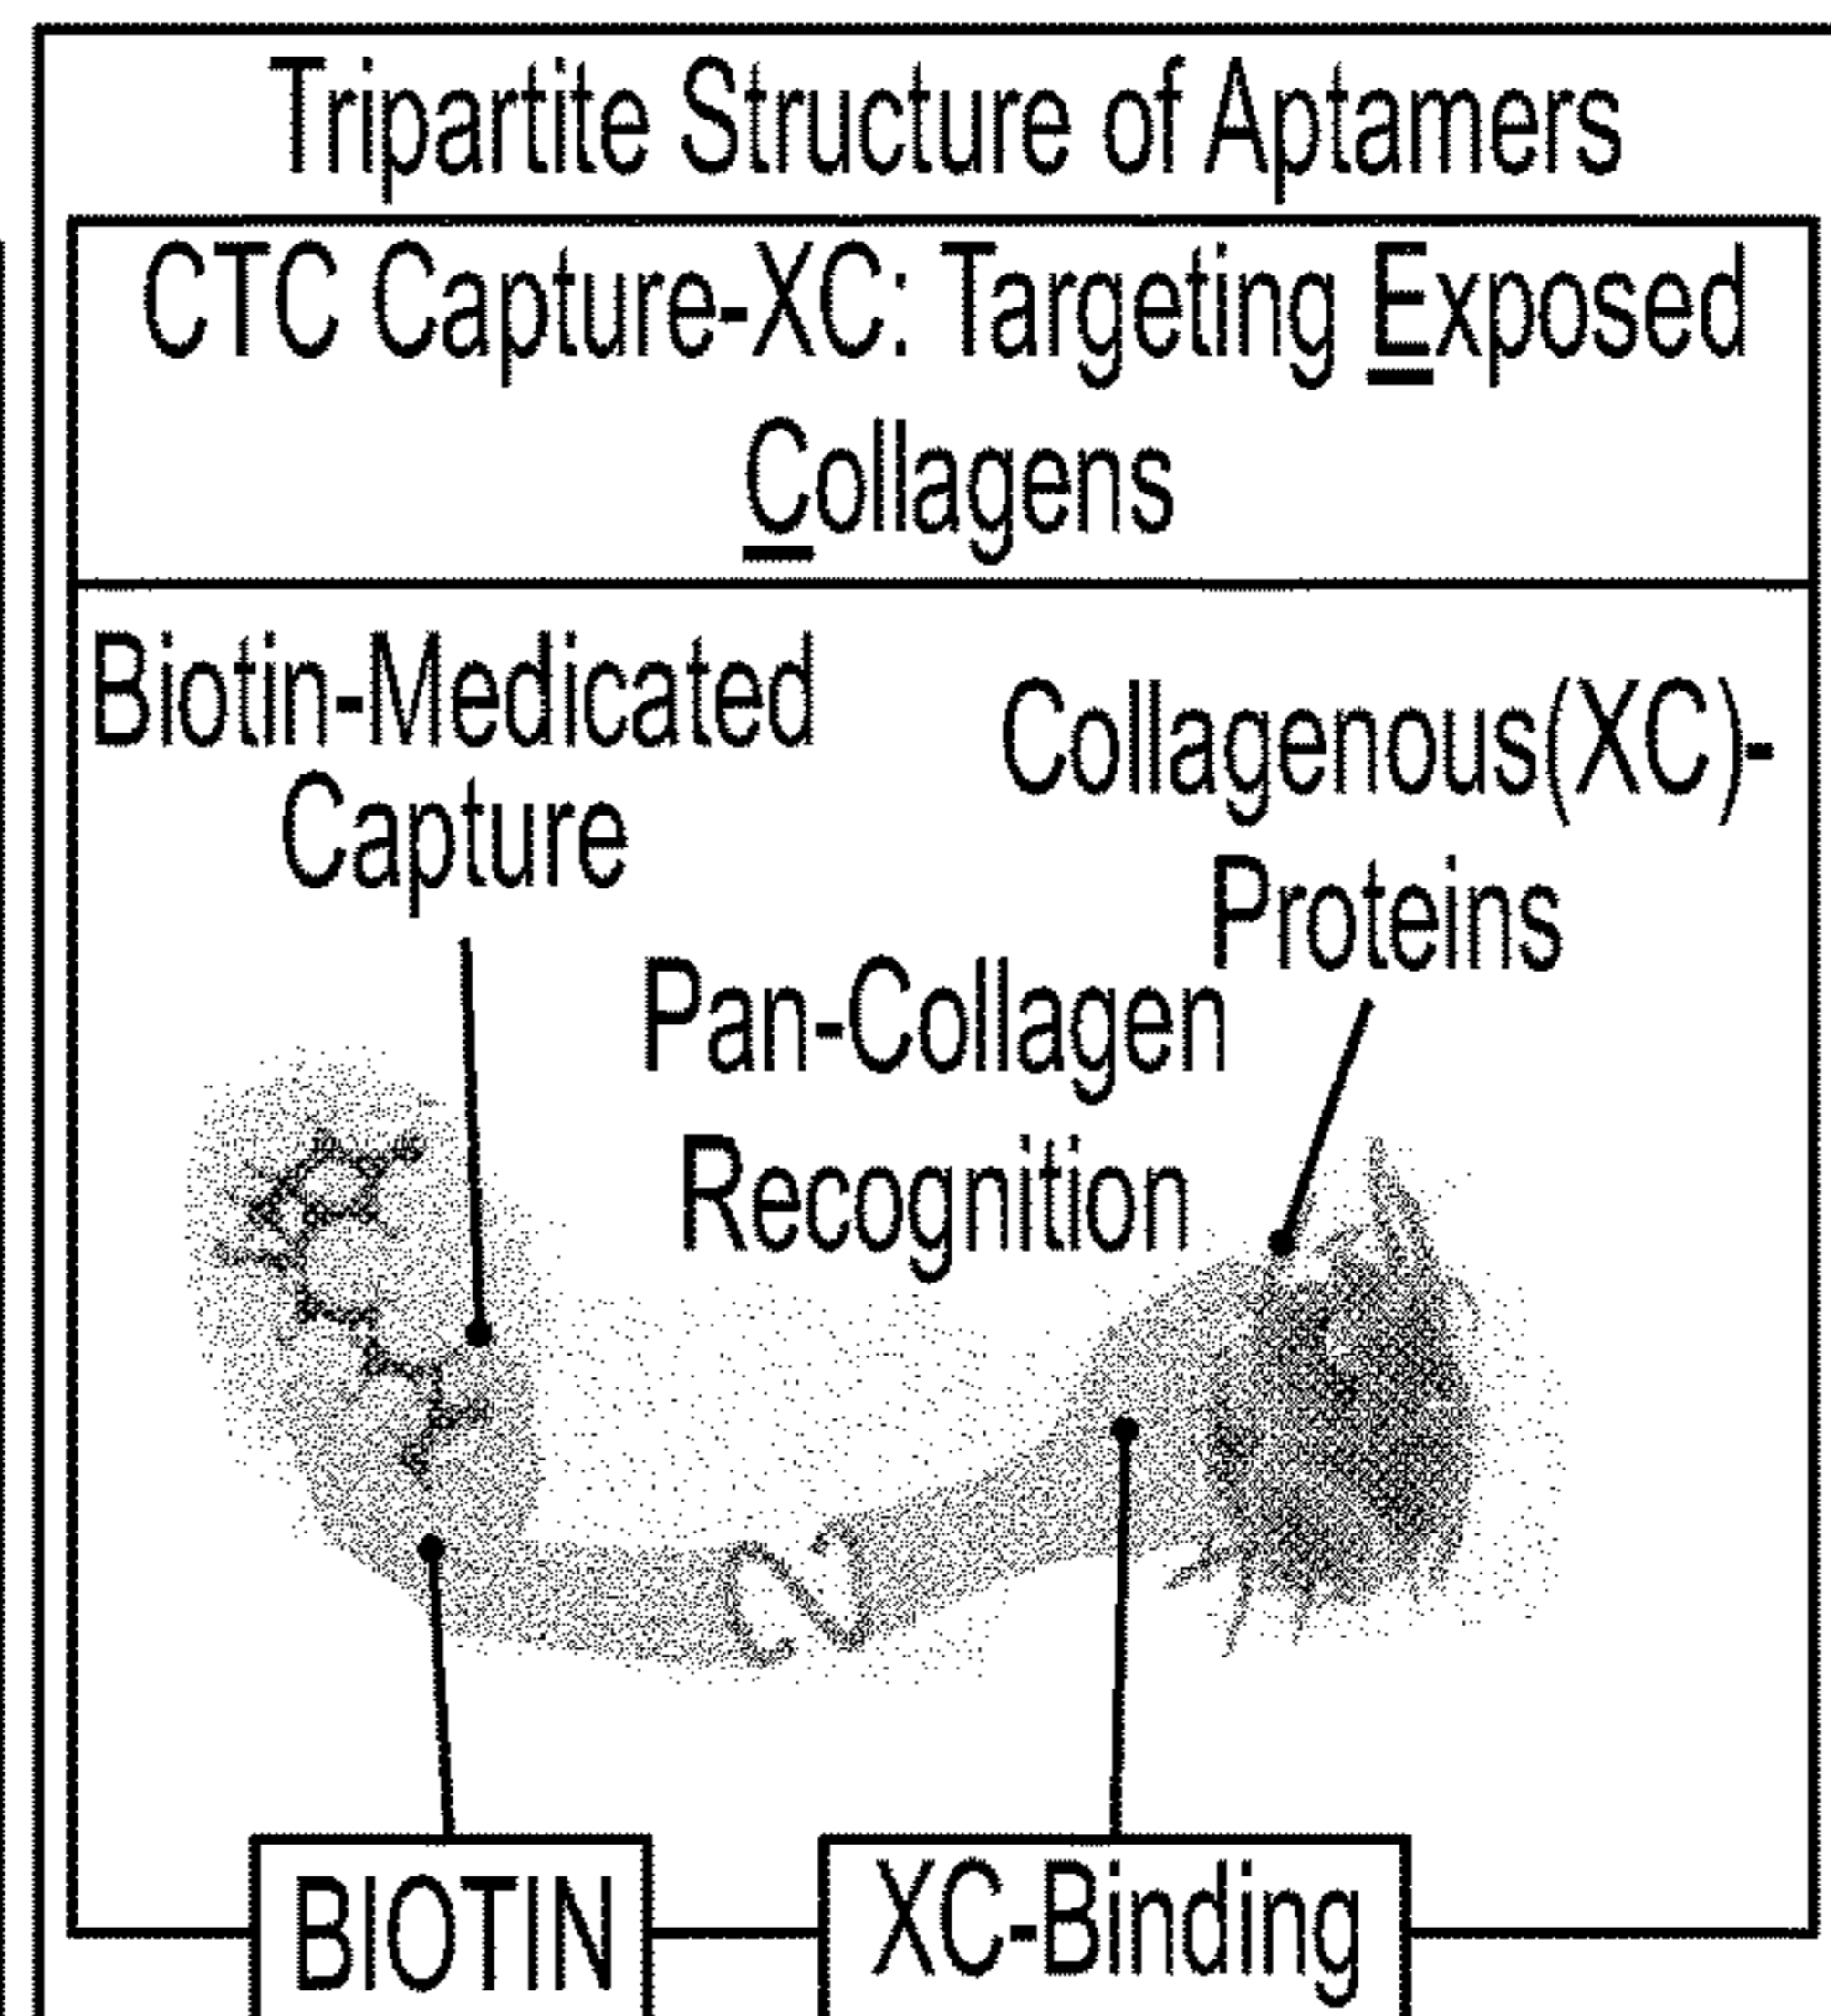 Tripartite Structure of Aptamers
CTC Capture-XC: Targeting Exposed
Collagens
Biotin-Medicated
Capture
Collagenous(XC)-
Proteins
Pan-Collagen
Recognition
BIOTIN
XC-Binding